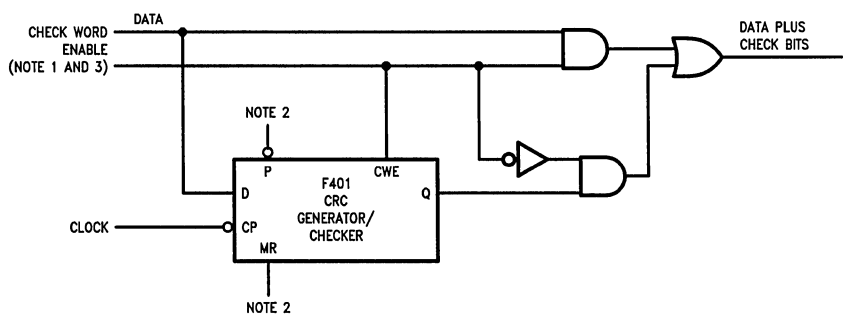 DATA
CHECK WORD
ENABLE
(NOTE 1 AND 3)
DATA PLUS
CHECK BITS
NOTE 2
P
CWE
D
F401
CRC
GENERATOR/
CHECKER
Q
CLOCK
CP
MR
NOTE 2